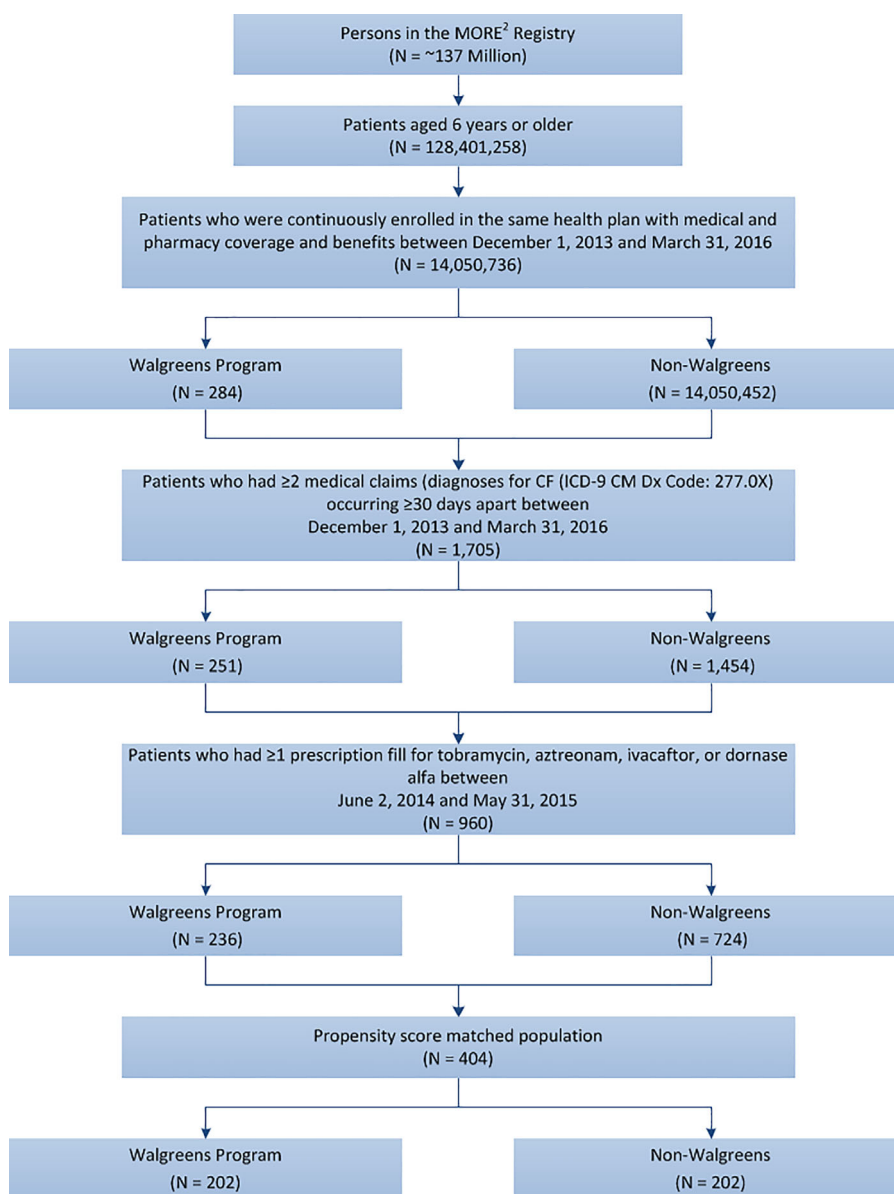 Persons in the MORE² Registry
(N = ~137 Million)
Patients aged 6 years or older
(N = 128,401,258)
Patients who were continuously enrolled in the same health plan with medical and
pharmacy coverage and benefits between December 1, 2013 and March 31, 2016
(N = 14,050,736)
Walgreens Program
(N = 284)
Non-Walgreens
(N = 14,050,452)
Patients who had ≥2 medical claims (diagnoses for CF (ICD-9 CM Dx Code: 277.0X)
occurring ≥30 days apart between
December 1, 2013 and March 31, 2016
(N = 1,705)
Walgreens Program
(N = 251)
Non-Walgreens
(N = 1,454)
Patients who had ≥1 prescription fill for tobramycin, aztreonam, ivacaftor, or dornase
alfa between
June 2, 2014 and May 31, 2015
(N = 960)
Walgreens Program
(N = 236)
Non-Walgreens
(N = 724)
Propensity score matched population
(N = 404)
Walgreens Program
(N = 202)
Non-Walgreens
(N = 202)